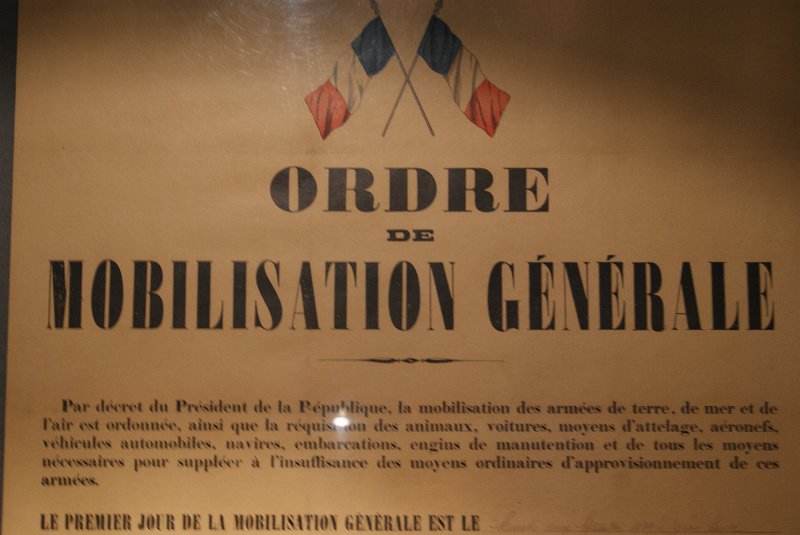 ORDRE
DE
MOBILISATION GÉNÉRALE
Par décret du Président de la République, la mobilisation des armées de terre, de mer et de
l'air est ordonnée, ainsi que la réquisition des animaux, voitures, moyens d'attelage, aéronefs,
véhicules automobiles, navires, embarcations, engins de manutention et de tous les moyens
nécessaires pour suppléer à l'insuffisance des moyens ordinaires d'approvisionnement de ces
armées.
LE PREMIER JOUR DE LA MOBILISATION GÉNÉRALE EST LE